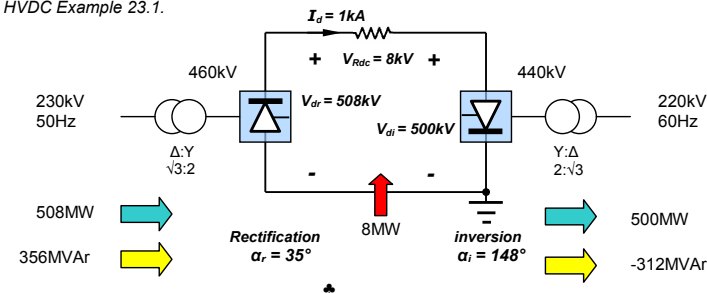 HVDC Example 23.1.
I_d = 1kA
+ V_Rdc = 8kV +
460kV
440kV
230kV
50Hz
V_dr = 508kV
V_di = 500kV
220kV
60Hz
Δ:Y
√3:2
Y:Δ
2:√3
- -
508MW
8MW
500MW
356MVAr
Rectification
α_r = 35°
inversion
α_i = 148°
-312MVAr
♣